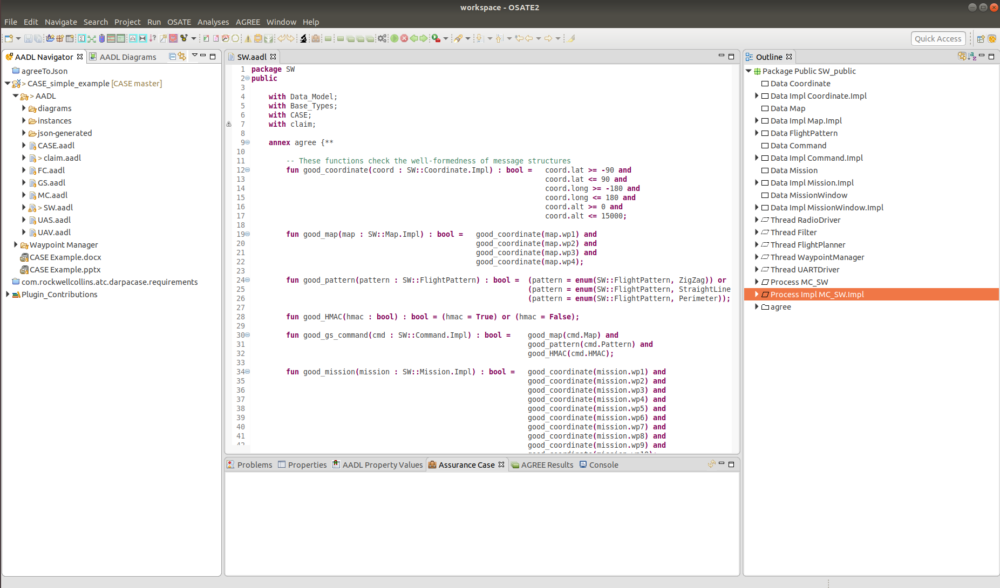 workspace - OSATE2
File Edit Navigate Search Project Run OSATE Analyses AGREE Window Help
Quick Access
AADL Navigator
AADL Diagrams
agreeToJson
> CASE_simple_example [CASE master]
> AADL
diagrams
instances
json-generated
CASE.aadl
> claim.aadl
FC.aadl
GS.aadl
MC.aadl
> SW.aadl
UAS.aadl
UAV.aadl
Waypoint Manager
CASE Example.docx
CASE Example.pptx
com.rockwellcollins.atc.darpacase.requirements
Plugin_Contributions
SW.aadl
1 package SW
2 public
3
4 with Data_Model;
5 with Base_Types;
6 with CASE;
7 with claim;
8
9 annex agree {**
10
11 -- These functions check the well-formedness of message structures
12 fun good_coordinate(coord : SW::Coordinate.Impl) : bool = coord.lat >= -90 and
13 coord.lat <= 90 and
14 coord.long >= -180 and
15 coord.long <= 180 and
16 coord.alt >= 0 and
17 coord.alt <= 15000;
18
19 fun good_map(map : SW::Map.Impl) : bool = good_coordinate(map.wp1) and
20 good_coordinate(map.wp2) and
21 good_coordinate(map.wp3) and
22 good_coordinate(map.wp4);
23
24 fun good_pattern(pattern : SW::FlightPattern) : bool = (pattern = enum(SW::FlightPattern, ZigZag)) or
25 (pattern = enum(SW::FlightPattern, StraightLine
26 (pattern = enum(SW::FlightPattern, Perimeter));
27
28 fun good_HMAC(hmac : bool) : bool = (hmac = True) or (hmac = False);
29
30 fun good_gs_command(cmd : SW::Command.Impl) : bool = good_map(cmd.Map) and
31 good_pattern(cmd.Pattern) and
32 good_HMAC(cmd.HMAC);
33
34 fun good_mission(mission : SW::Mission.Impl) : bool = good_coordinate(mission.wp1) and
35 good_coordinate(mission.wp2) and
36 good_coordinate(mission.wp3) and
37 good_coordinate(mission.wp4) and
38 good_coordinate(mission.wp5) and
39 good_coordinate(mission.wp6) and
40 good_coordinate(mission.wp7) and
41 good_coordinate(mission.wp8) and
42 good_coordinate(mission.wp9) and
Problems
Properties
AADL Property Values
Assurance Case
AGREE Results
Console
Outline
Package Public SW_public
Data Coordinate
Data Impl Coordinate.Impl
Data Map
Data Impl Map.Impl
Data FlightPattern
Data Command
Data Impl Command.Impl
Data Mission
Data Impl Mission.Impl
Data MissionWindow
Data Impl MissionWindow.Impl
Thread RadioDriver
Thread Filter
Thread FlightPlanner
Thread WaypointManager
Thread UARTDriver
Process MC_SW
Process Impl MC_SW.Impl
agree